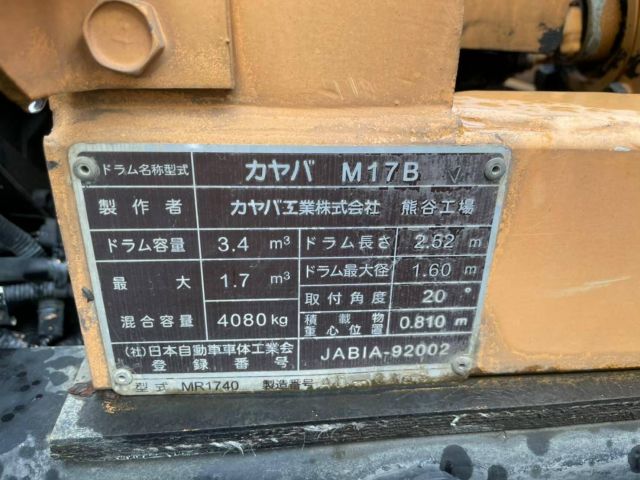 ドラム名称型式 カヤバ M17B V
製作者 カヤバ工業株式会社 熊谷工場
ドラム容量 3.4 m³ ドラム長さ 2.52 m
最大 1.7 m³ ドラム最大径 1.60 m
混合容量 4080kg 取付角度 20°
積載物重心位置 0.810 m
(社)日本自動車車体工業会
登録番号 JABIA-92002
型式 MR1740 製造番号